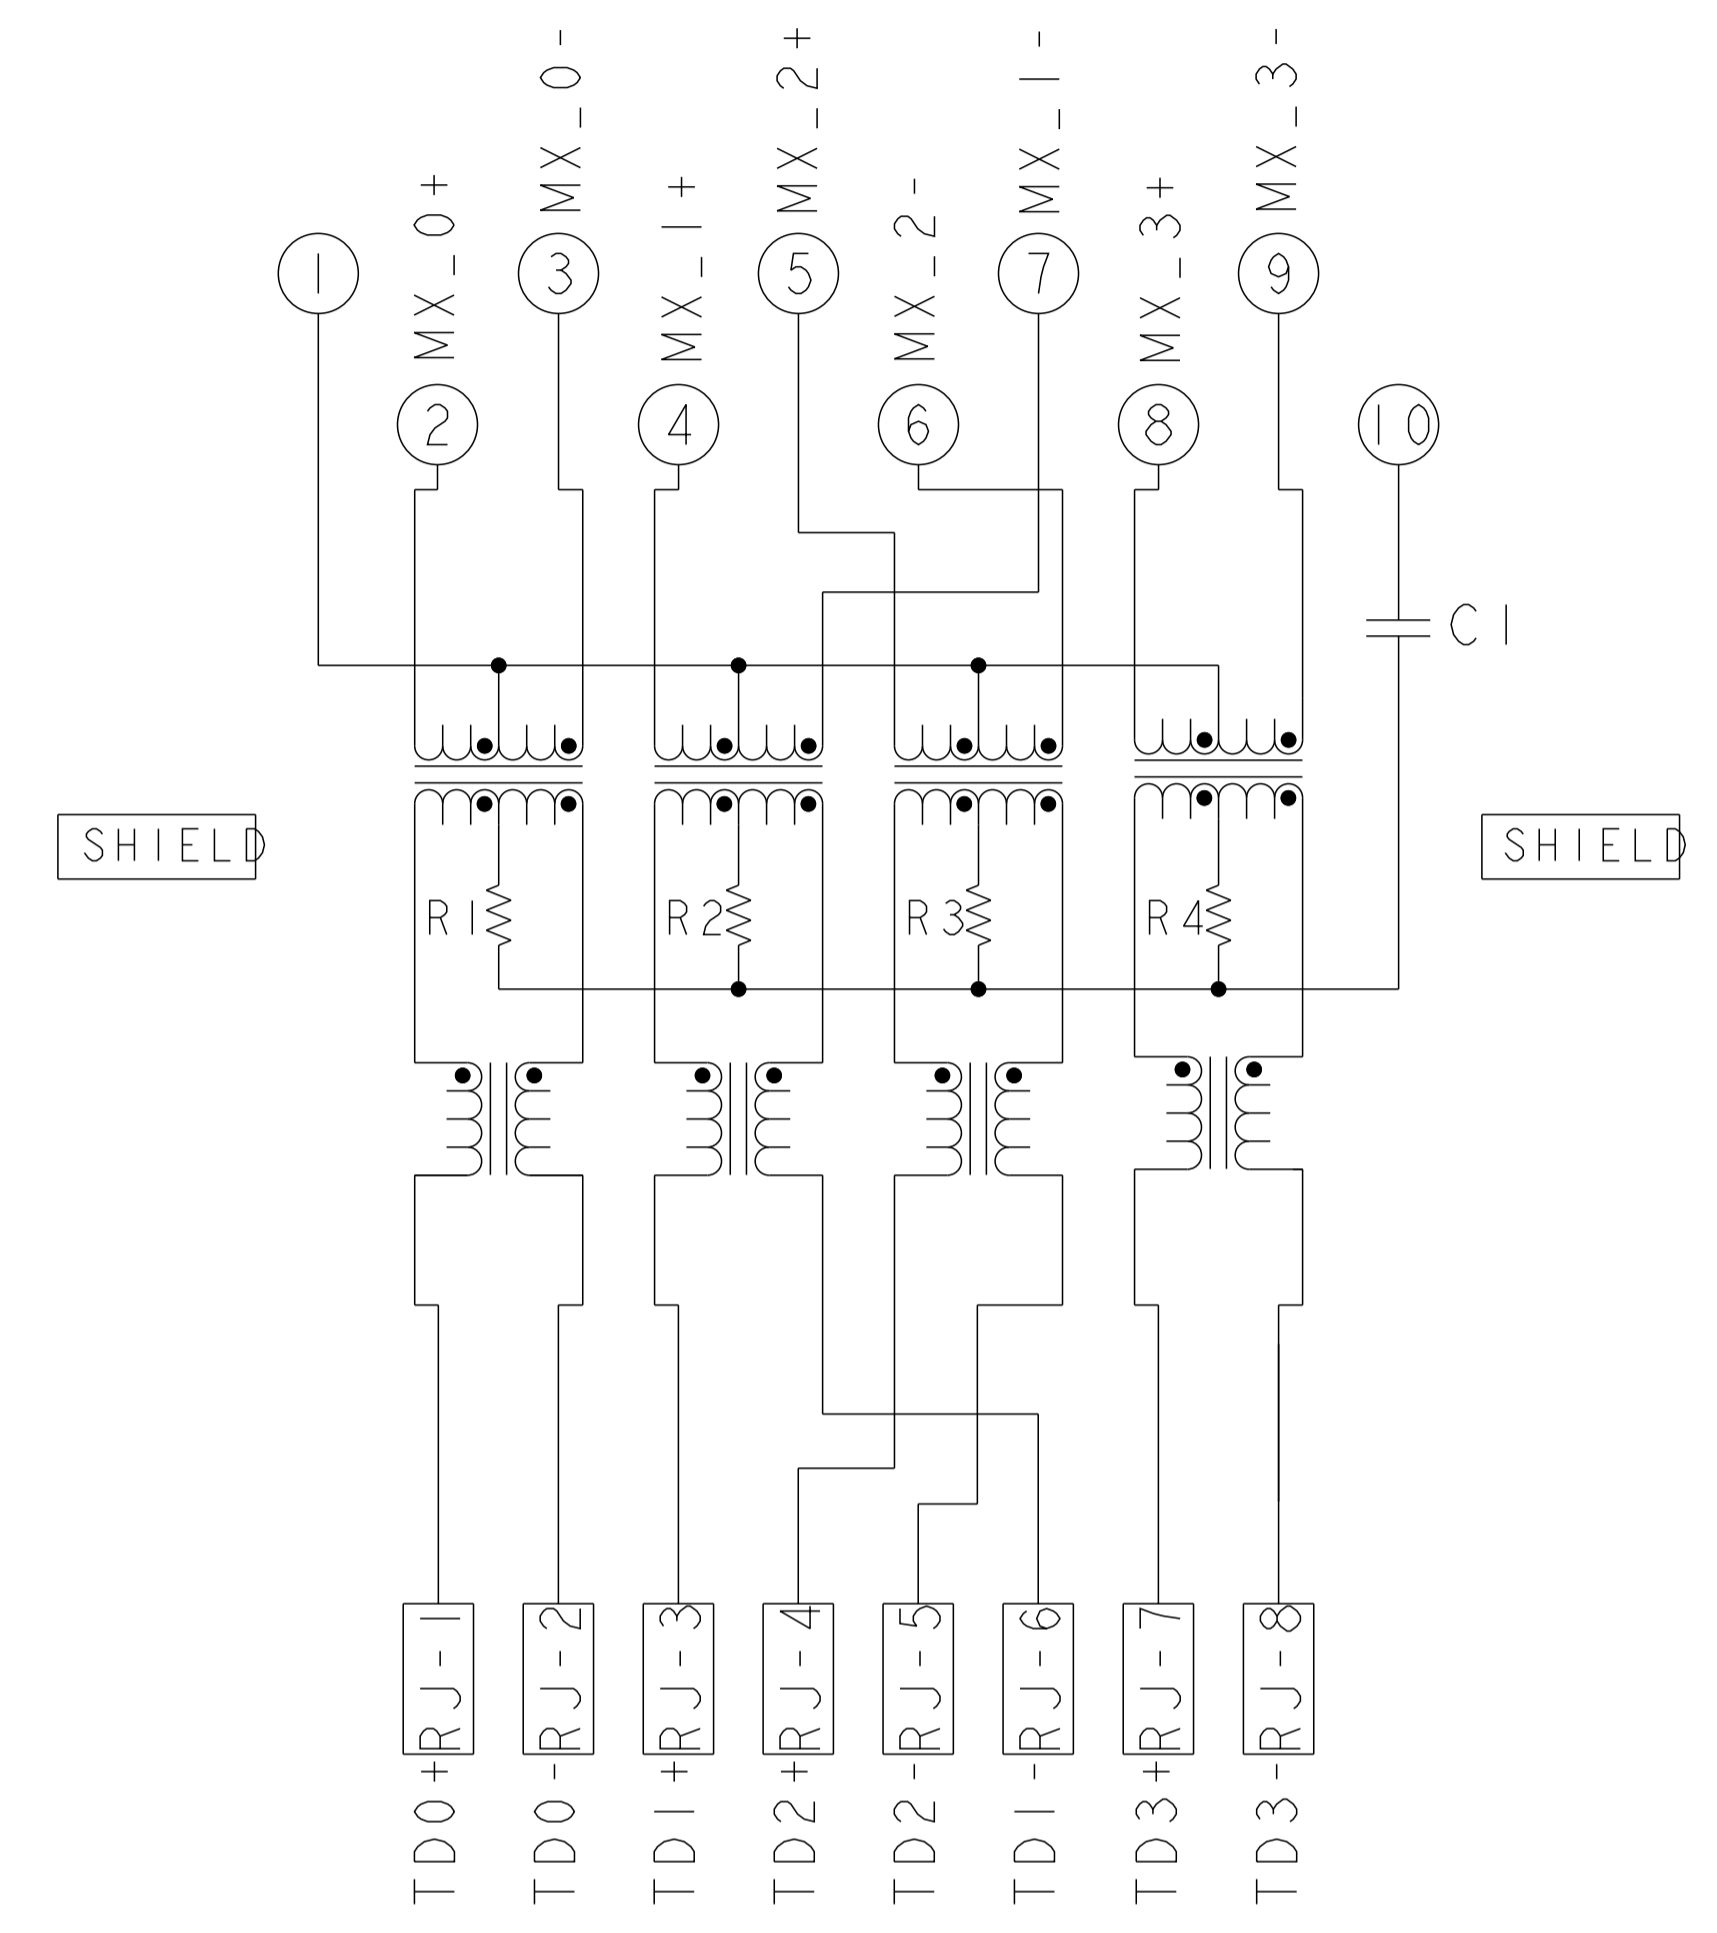 MX_0+
MX_0-
MX_1+
MX_2+
MX_2-
MX_1-
MX_3+
MX_3-
1
3
5
7
9
2
4
6
8
10
C1
SHIELD
SHIELD
R1
R2
R3
R4
RJ-1
RJ-2
RJ-3
RJ-4
RJ-5
RJ-6
RJ-7
RJ-8
TD0+
TD0-
TD1+
TD2+
TD2-
TD1-
TD3+
TD3-